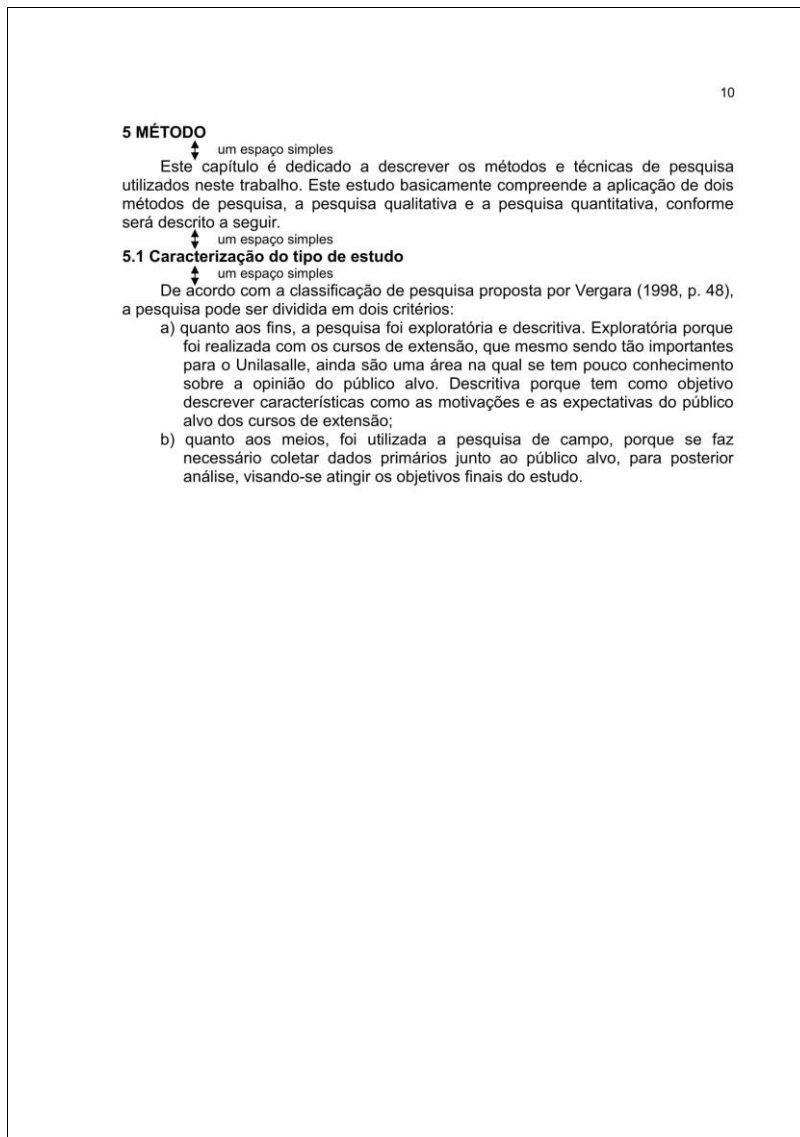 10
5 MÉTODO
um espaço simples
Este capítulo é dedicado a descrever os métodos e técnicas de pesquisa
utilizados neste trabalho. Este estudo basicamente compreende a aplicação de dois
métodos de pesquisa, a pesquisa qualitativa e a pesquisa quantitativa, conforme
será descrito a seguir.
um espaço simples
5.1 Caracterização do tipo de estudo
um espaço simples
De acordo com a classificação de pesquisa proposta por Vergara (1998, p. 48),
a pesquisa pode ser dividida em dois critérios:
a) quanto aos fins, a pesquisa foi exploratória e descritiva. Exploratória porque
foi realizada com os cursos de extensão, que mesmo sendo tão importantes
para o Unilasalle, ainda são uma área na qual se tem pouco conhecimento
sobre a opinião do público alvo. Descritiva porque tem como objetivo
descrever características como as motivações e as expectativas do público
alvo dos cursos de extensão;
b) quanto aos meios, foi utilizada a pesquisa de campo, porque se faz
necessário coletar dados primários junto ao público alvo, para posterior
análise, visando-se atingir os objetivos finais do estudo.